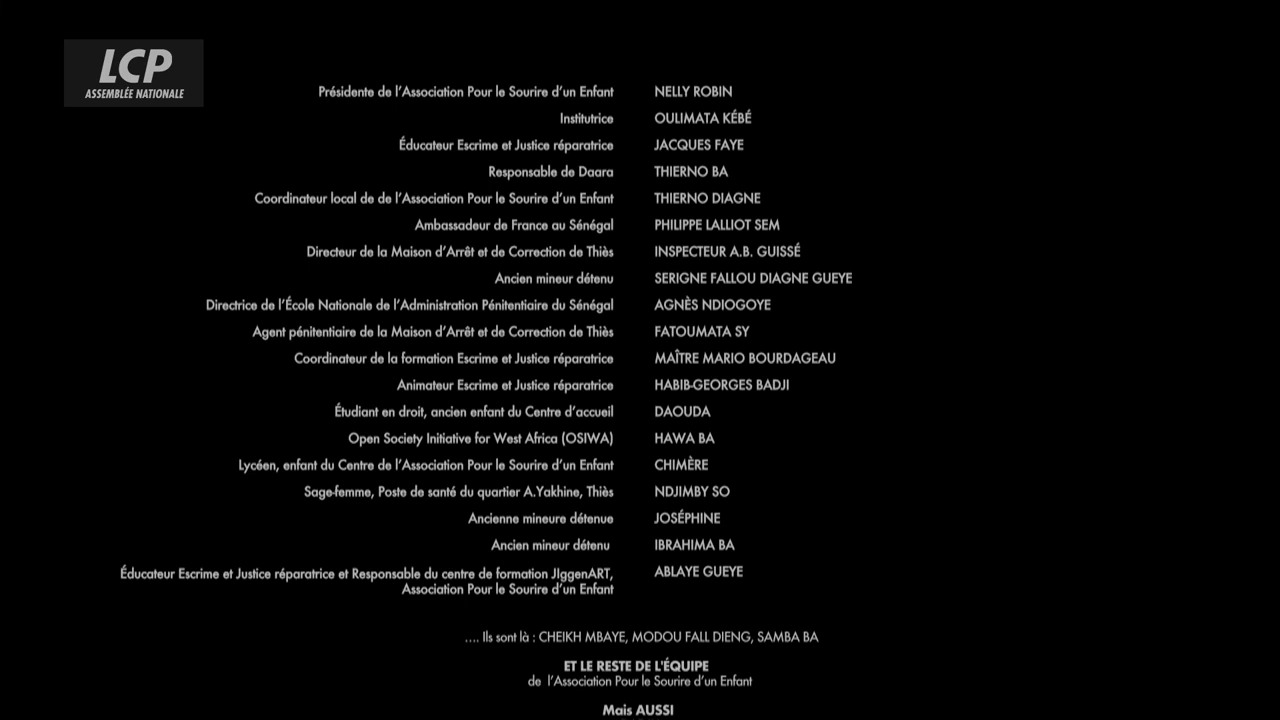 LCP
ASSEMBLÉE NATIONALE
Présidente de l'Association Pour le Sourire d'un Enfant NELLY ROBIN
Institutrice OULIMATA KÉBÉ
Éducateur Escrime et Justice réparatrice JACQUES FAYE
Responsable de Daara THIERNO BA
Coordinateur local de de l'Association Pour le Sourire d'un Enfant THIERNO DIAGNE
Ambassadeur de France au Sénégal PHILIPPE LALLIOT SEM
Directeur de la Maison d'Arrêt et de Correction de Thiès INSPECTEUR A.B. GUISSÉ
Ancien mineur détenu SERIGNE FALLOU DIAGNE GUEYE
Directrice de l'École Nationale de l'Administration Pénitentiaire du Sénégal AGNÈS NDIOGOYE
Agent pénitentiaire de la Maison d'Arrêt et de Correction de Thiès FATOUMATA SY
Coordinateur de la formation Escrime et Justice réparatrice MAÎTRE MARIO BOURDAGEAU
Animateur Escrime et Justice réparatrice HABIB-GEORGES BADJI
Étudiant en droit, ancien enfant du Centre d'accueil DAOUDA
Open Society Initiative for West Africa (OSIWA) HAWA BA
Lycéen, enfant du Centre de l'Association Pour le Sourire d'un Enfant CHIMÈRE
Sage-femme, Poste de santé du quartier A.Yakhine, Thiès NDJIMBY SO
Ancienne mineure détenue JOSÉPHINE
Ancien mineur détenu IBRAHIMA BA
Éducateur Escrime et Justice réparatrice et Responsable du centre de formation JIggenART, ABLAYE GUEYE
Association Pour le Sourire d'un Enfant
.... Ils sont là : CHEIKH MBAYE, MODOU FALL DIENG, SAMBA BA
ET LE RESTE DE L'ÉQUIPE
de l'Association Pour le Sourire d'un Enfant
Mais AUSSI